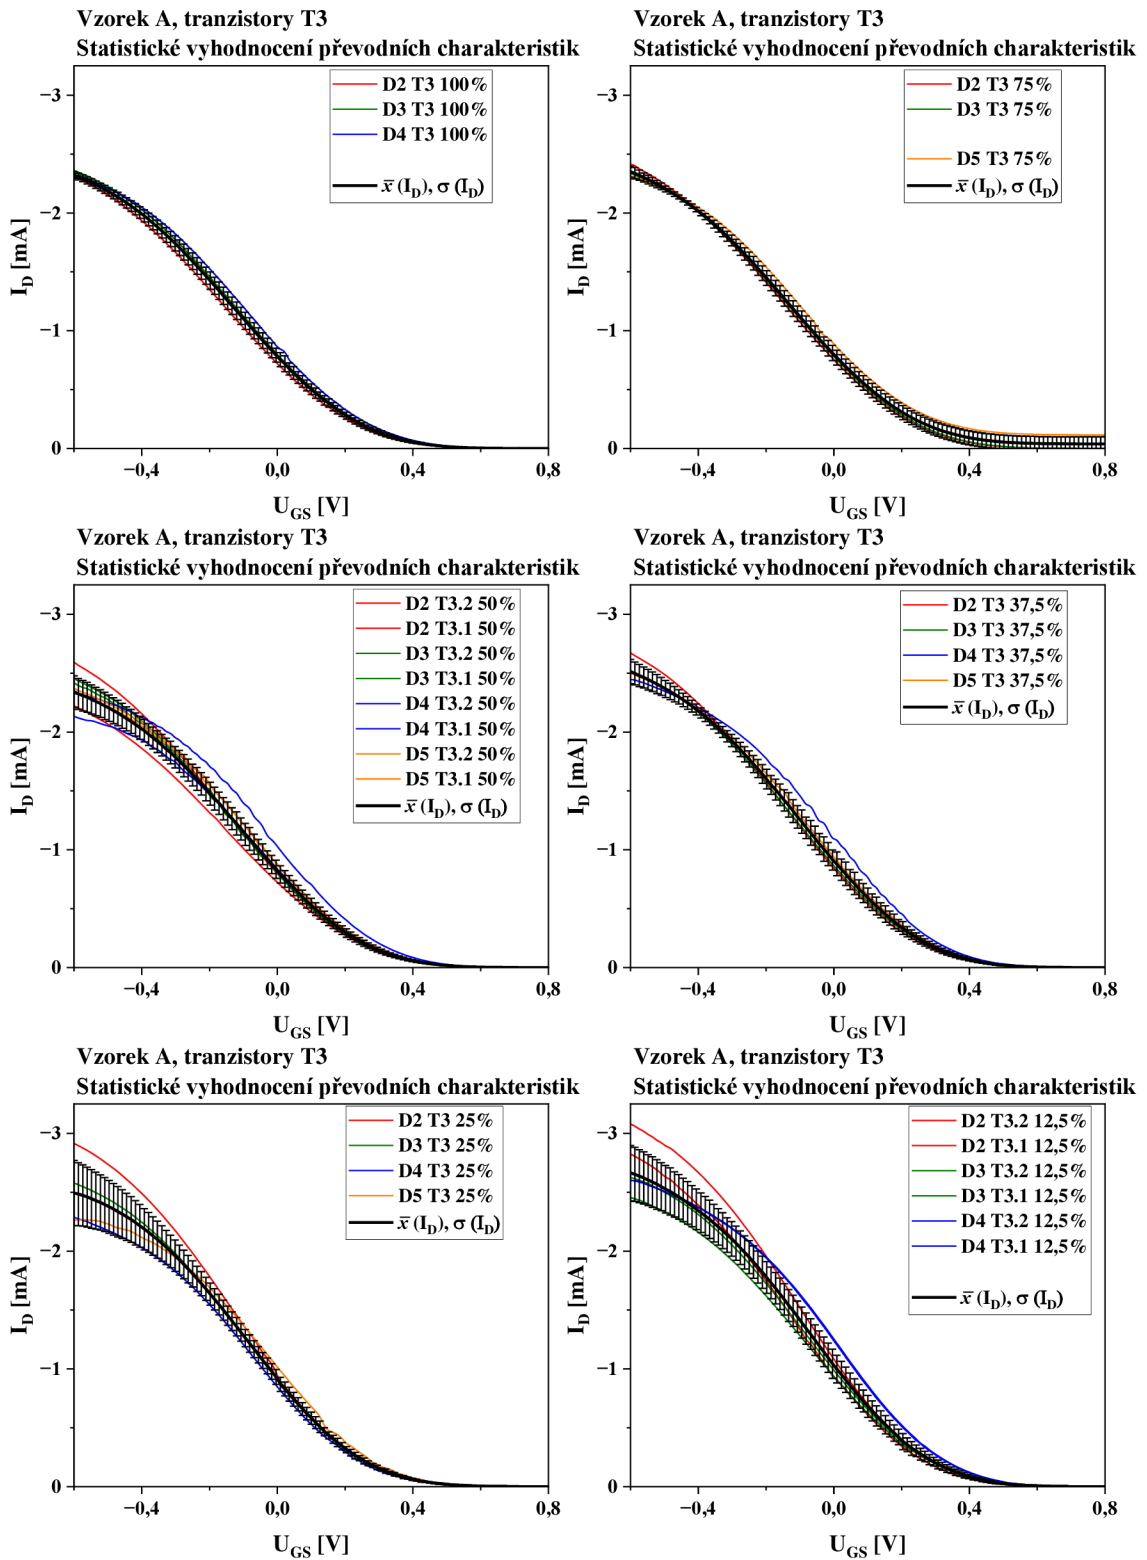 Vzorek A, tranzistory T3
Statistické vyhodnocení převodních charakteristik
D2 T3 100%
D3 T3 100%
D4 T3 100%
x̄ (I_D), σ (I_D)
−3
−2
−1
0
I_D [mA]
−0,4
0,0
0,4
0,8
U_GS [V]
Vzorek A, tranzistory T3
Statistické vyhodnocení převodních charakteristik
D2 T3 75%
D3 T3 75%
D5 T3 75%
x̄ (I_D), σ (I_D)
−3
−2
−1
0
I_D [mA]
−0,4
0,0
0,4
0,8
U_GS [V]
Vzorek A, tranzistory T3
Statistické vyhodnocení převodních charakteristik
D2 T3.2 50%
D2 T3.1 50%
D3 T3.2 50%
D3 T3.1 50%
D4 T3.2 50%
D4 T3.1 50%
D5 T3.2 50%
D5 T3.1 50%
x̄ (I_D), σ (I_D)
−3
−2
−1
0
I_D [mA]
−0,4
0,0
0,4
0,8
U_GS [V]
Vzorek A, tranzistory T3
Statistické vyhodnocení převodních charakteristik
D2 T3 37,5%
D3 T3 37,5%
D4 T3 37,5%
D5 T3 37,5%
x̄ (I_D), σ (I_D)
−3
−2
−1
0
I_D [mA]
−0,4
0,0
0,4
0,8
U_GS [V]
Vzorek A, tranzistory T3
Statistické vyhodnocení převodních charakteristik
D2 T3 25%
D3 T3 25%
D4 T3 25%
D5 T3 25%
x̄ (I_D), σ (I_D)
−3
−2
−1
0
I_D [mA]
−0,4
0,0
0,4
0,8
U_GS [V]
Vzorek A, tranzistory T3
Statistické vyhodnocení převodních charakteristik
D2 T3.2 12,5%
D2 T3.1 12,5%
D3 T3.2 12,5%
D3 T3.1 12,5%
D4 T3.2 12,5%
D4 T3.1 12,5%
x̄ (I_D), σ (I_D)
−3
−2
−1
0
I_D [mA]
−0,4
0,0
0,4
0,8
U_GS [V]